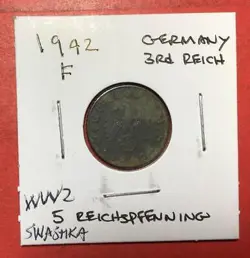 1942
F
GERMANY
3RD REICH
WW2
5 REICHSPFENNING
SWASTIKA